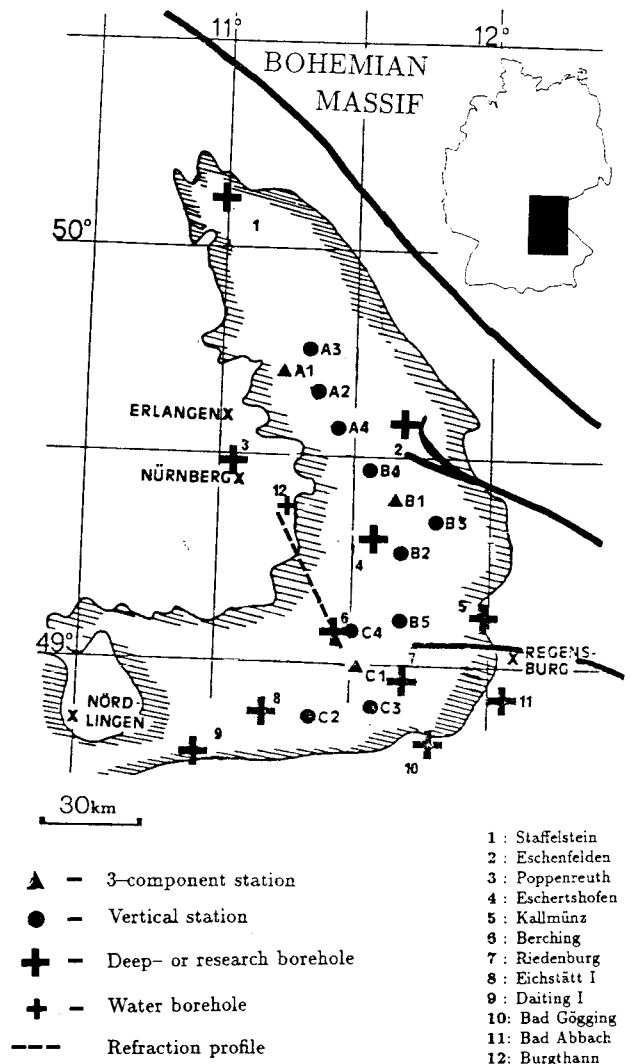 11°
12°
BOHEMIAN
MASSIF
1
50°
A3
A1
A2
ERLANGEN X
A4
3
2
NÜRNBERG X
B4
12
B1
B3
4
B2
6
C4
B5
5
49°
7
REGENS-
BURG
X
C1
NÖRD-
LINGEN
X
8
C2
C3
11
9
10
30km
3–component station
Vertical station
Deep– or research borehole
Water borehole
Refraction profile
1 : Staffelstein
2 : Eschenfelden
3 : Poppenreuth
4 : Eschertshofen
5 : Kallmünz
6 : Berching
7 : Riedenburg
8 : Eichstätt I
9 : Daiting I
10: Bad Gögging
11: Bad Abbach
12: Burgthann